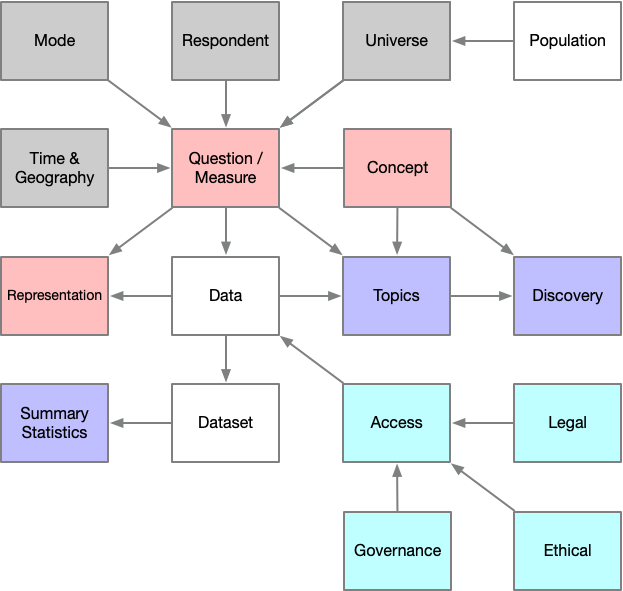 Mode
Respondent
Universe
Population
Time &
Geography
Question /
Measure
Concept
Representation
Data
Topics
Discovery
Summary
Statistics
Dataset
Access
Legal
Governance
Ethical